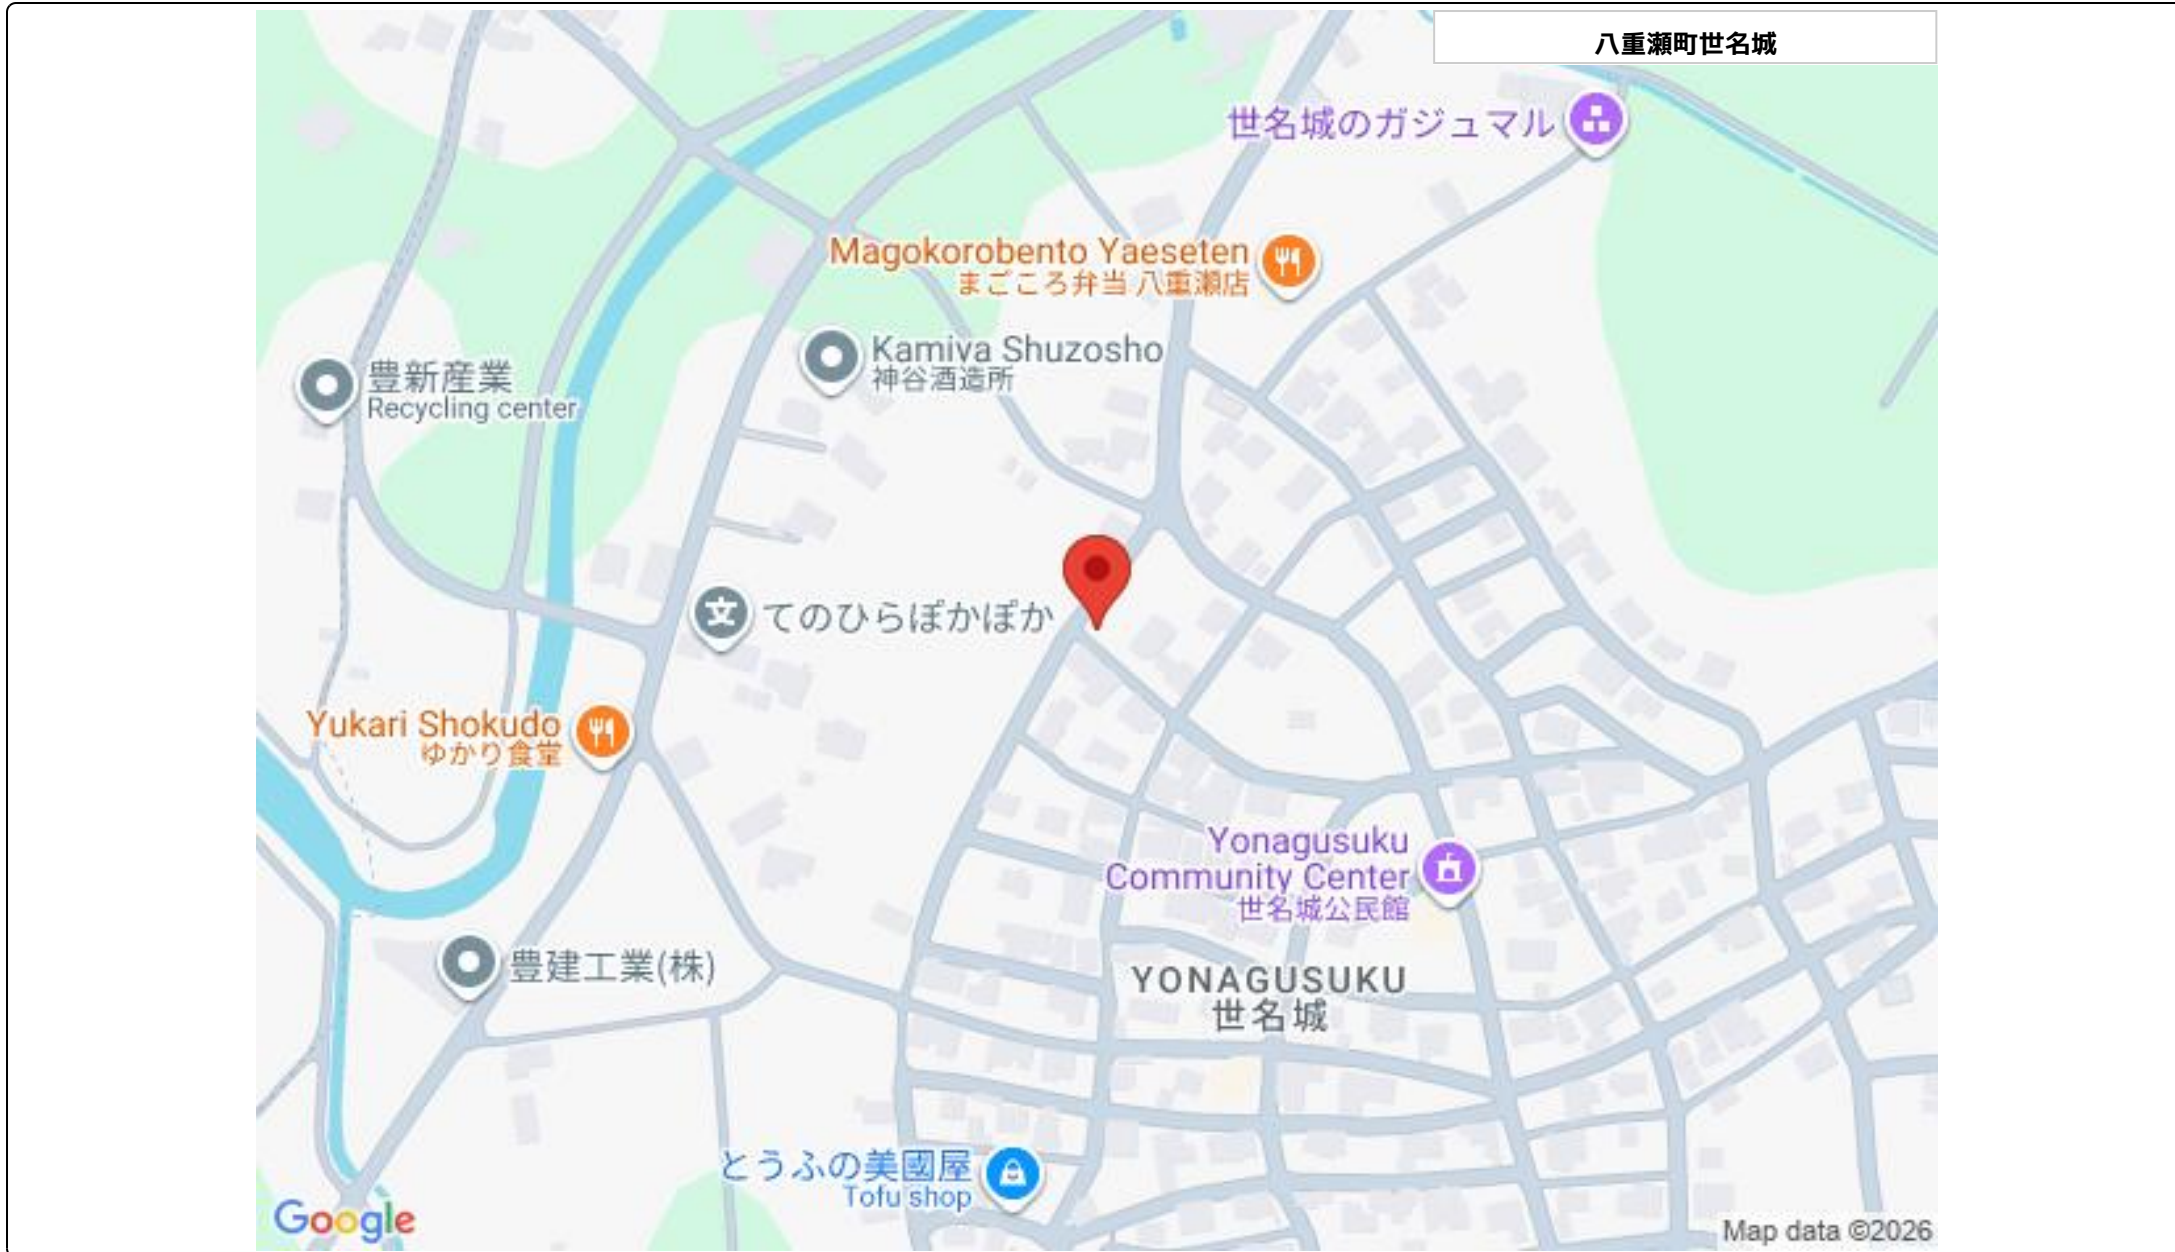 八重瀬町世名城
世名城のガジュマル
Magokorobento Yaeseten
まごころ弁当 八重瀬店
Kamiya Shuzosho
神谷酒造所
豊新産業
Recycling center
てのひらぽかぽか
Yukari Shokudo
ゆかり食堂
Yonagusuku
Community Center
世名城公民館
豊建工業(株)
YONAGUSUKU
世名城
とうふの美國屋
Tofu shop
Google
Map data ©2026